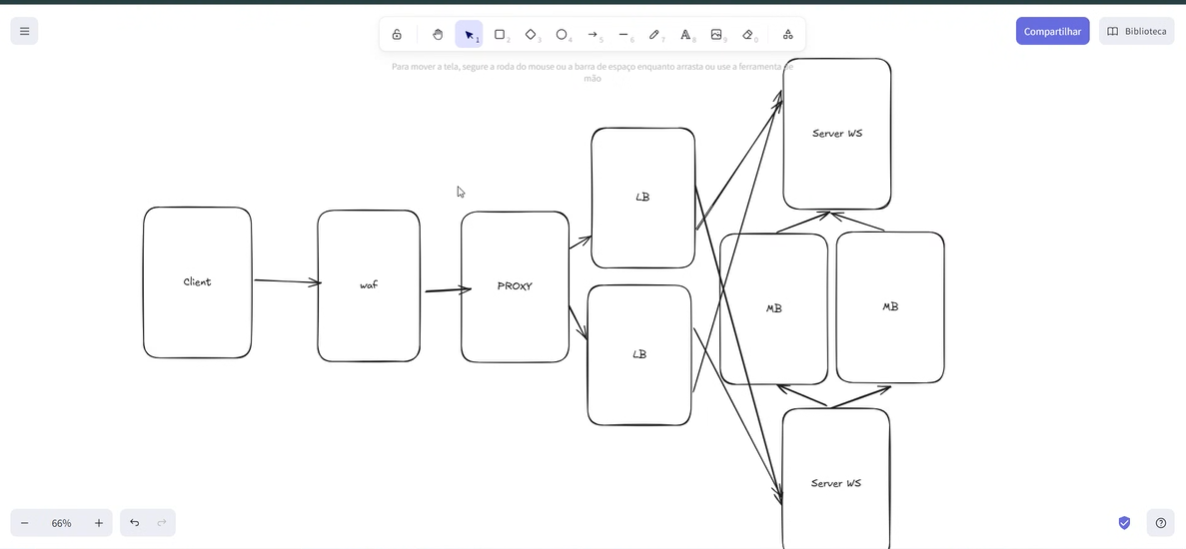 1
2
3
4
5
6
7
8
9
0
Compartilhar
Biblioteca
Para mover a tela, segure a roda do mouse ou a barra de espaço enquanto arrasta ou use a ferramenta de
mão
Server WS
LB
Client
waf
PROXY
MB
MB
LB
Server WS
66%